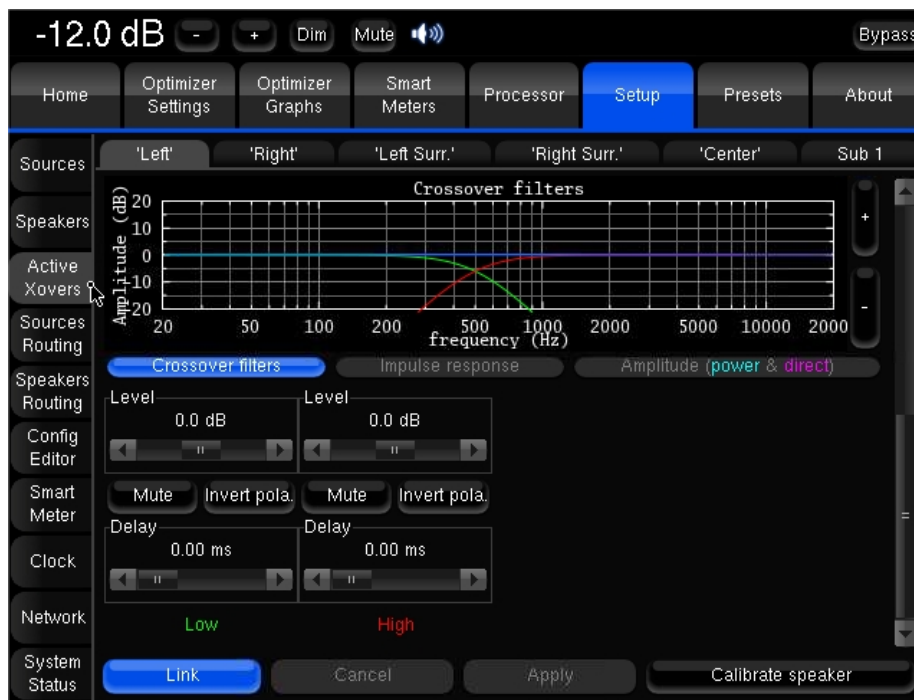 -12.0 dB - + Dim Mute Bypass
Home Optimizer Settings Optimizer Graphs Smart Meters Processor Setup Presets About
Sources
Speakers
Active Xovers
Sources Routing
Speakers Routing
Config Editor
Smart Meter
Clock
Network
System Status
'Left' 'Right' 'Left Surr.' 'Right Surr.' 'Center' Sub 1
Crossover filters
Amplitude (dB)
20
10
0
-10
-20
20 50 100 200 500 1000 2000 5000 10000 2000
frequency (Hz)
+
-
Crossover filters Impulse response Amplitude (power & direct)
Level Level
0.0 dB 0.0 dB
Mute Invert pola. Mute Invert pola.
Delay Delay
0.00 ms 0.00 ms
Low High
Link Cancel Apply Calibrate speaker